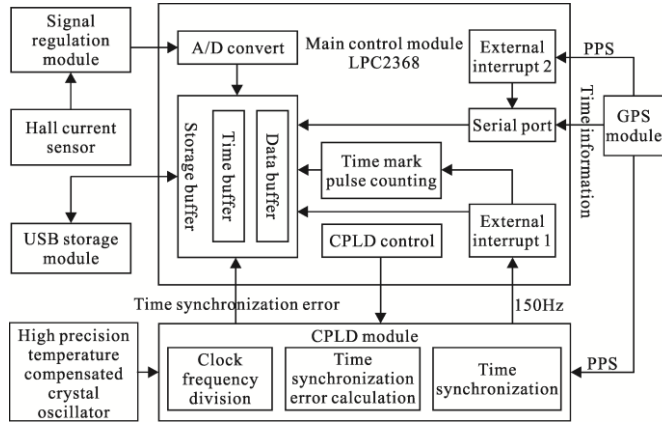 Signal
regulation
module
A/D convert
Main control module
LPC2368
External
interrupt 2
PPS
Hall current
sensor
Storage buffer
Time buffer
Data buffer
Serial port
Time information
GPS
module
Time mark
pulse counting
USB storage
module
CPLD control
External
interrupt 1
Time synchronization error
150Hz
High precision
temperature
compensated
crystal
oscillator
CPLD module
Clock
frequency
division
Time
synchronization
error calculation
Time
synchronization
PPS